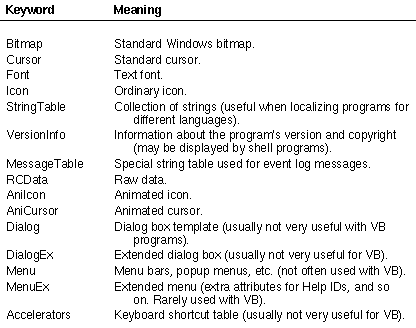 Keyword Meaning
Bitmap Standard Windows bitmap.
Cursor Standard cursor.
Font Text font.
Icon Ordinary icon.
StringTable Collection of strings (useful when localizing programs for
different languages).
VersionInfo Information about the program's version and copyright
(may be displayed by shell programs).
MessageTable Special string table used for event log messages.
RCData Raw data.
AniIcon Animated icon.
AniCursor Animated cursor.
Dialog Dialog box template (usually not very useful with VB
programs).
DialogEx Extended dialog box (usually not very useful for VB).
Menu Menu bars, popup menus, etc. (not often used with VB).
MenuEx Extended menu (extra attributes for Help IDs, and so
on. Rarely used with VB).
Accelerators Keyboard shortcut table (usually not very useful for VB).